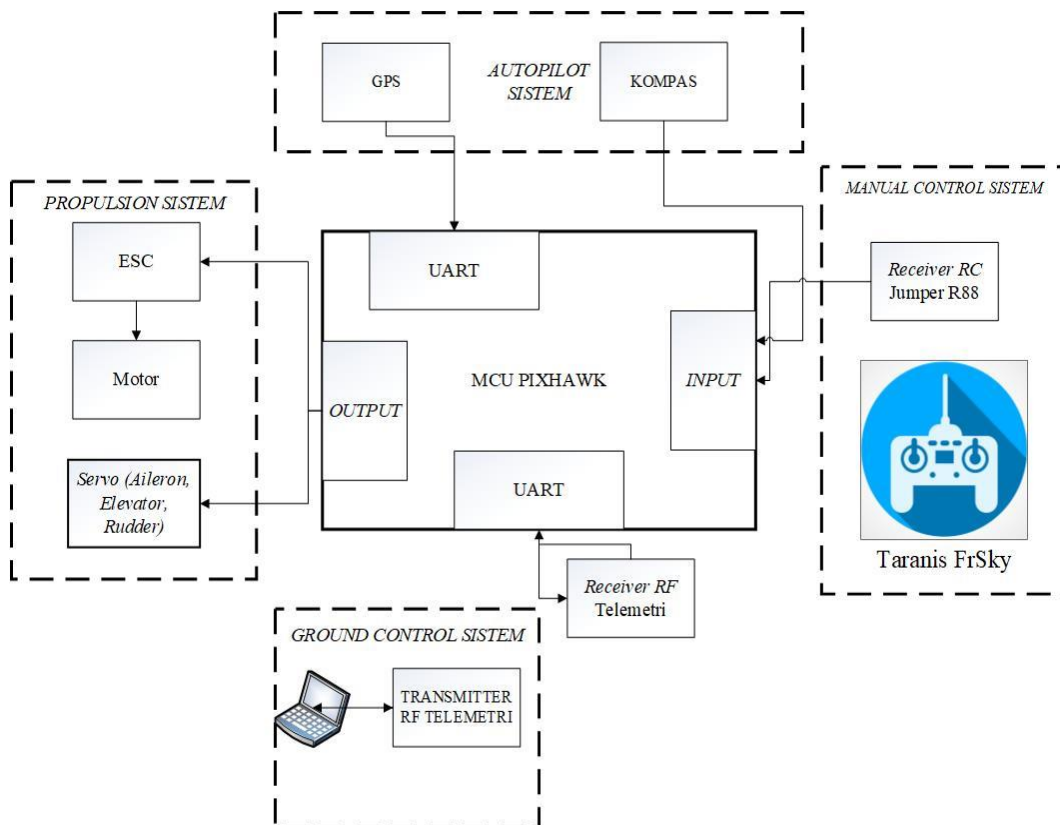 GPS
AUTOPILOT
SISTEM
KOMPAS
PROPULSION SISTEM
ESC
Motor
Servo (Aileron,
Elevator,
Rudder)
UART
OUTPUT
MCU PIXHAWK
INPUT
UART
MANUAL CONTROL SISTEM
Receiver RC
Jumper R88
Taranis FrSky
Receiver RF
Telemetri
GROUND CONTROL SISTEM
TRANSMITTER
RF TELEMETRI